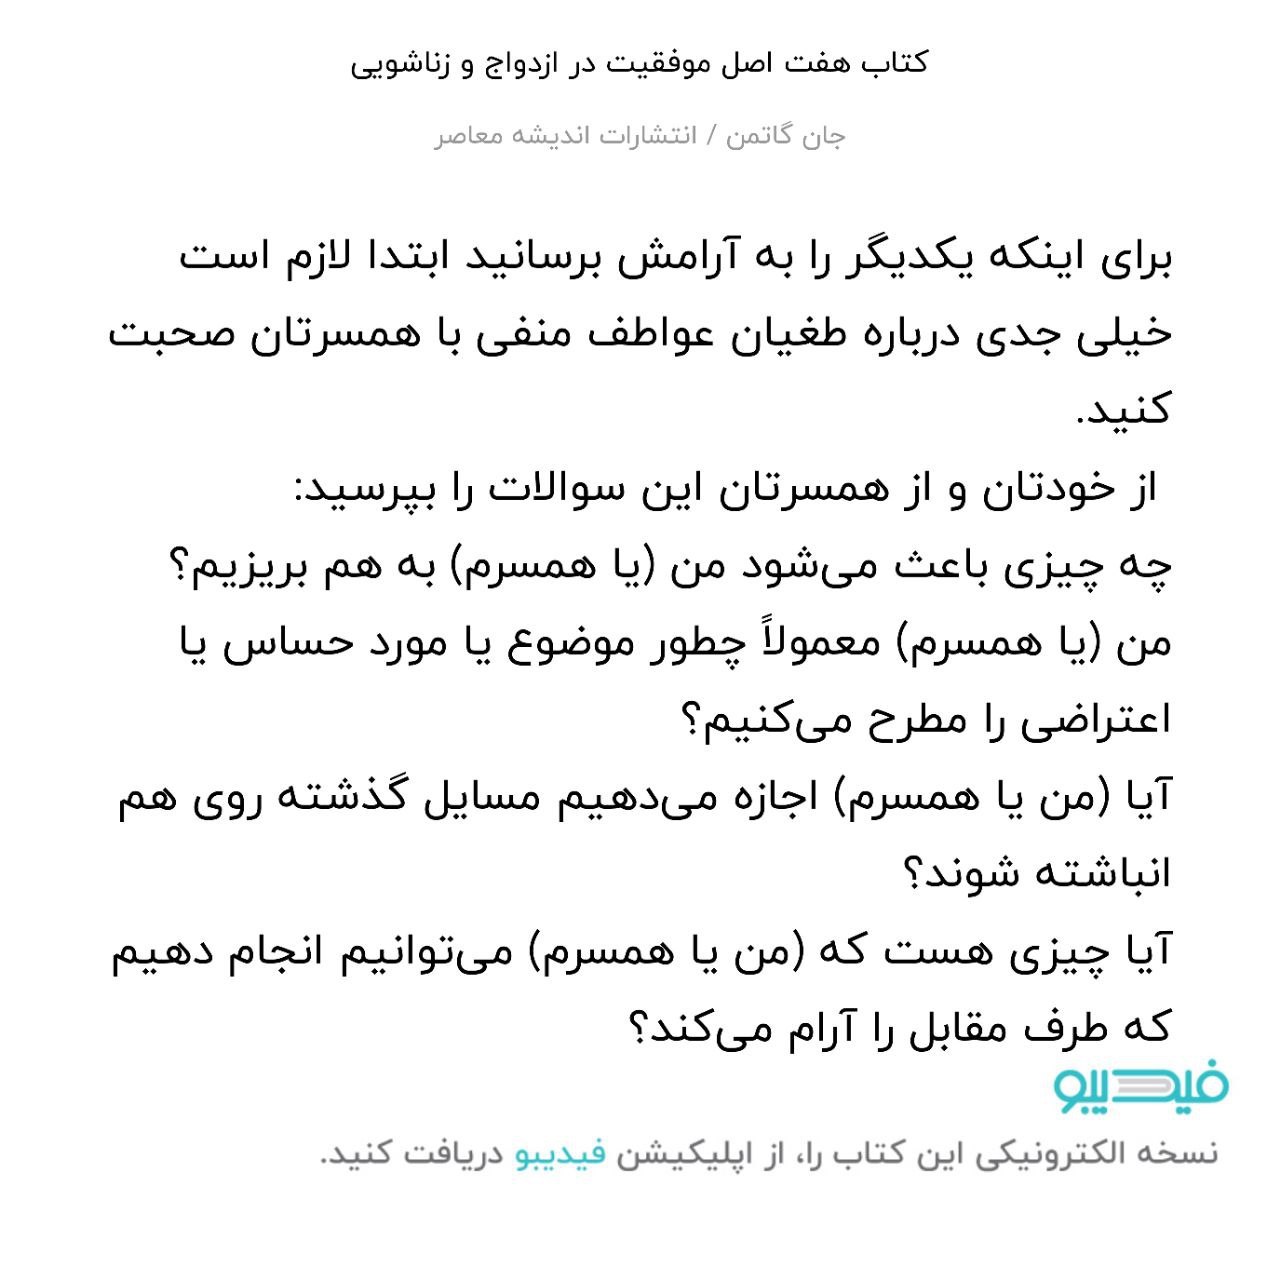 کتاب هفت اصل موفقیت در ازدواج و زناشویی
جان گاتمن / انتشارات اندیشه معاصر
برای اینکه یکدیگر را به آرامش برسانید ابتدا لازم است
خیلی جدی درباره طغیان عواطف منفی با همسرتان صحبت
کنید.
از خودتان و از همسرتان این سوالات را بپرسید:
چه چیزی باعث می‌شود من (یا همسرم) به هم بریزیم؟
من (یا همسرم) معمولاً چطور موضوع یا مورد حساس یا
اعتراضی را مطرح می‌کنیم؟
آیا (من یا همسرم) اجازه می‌دهیم مسایل گذشته روی هم
انباشته شوند؟
آیا چیزی هست که (من یا همسرم) می‌توانیم انجام دهیم
که طرف مقابل را آرام می‌کند؟
فیدیبو
نسخه الکترونیکی این کتاب را، از اپلیکیشن فیدیبو دریافت کنید.